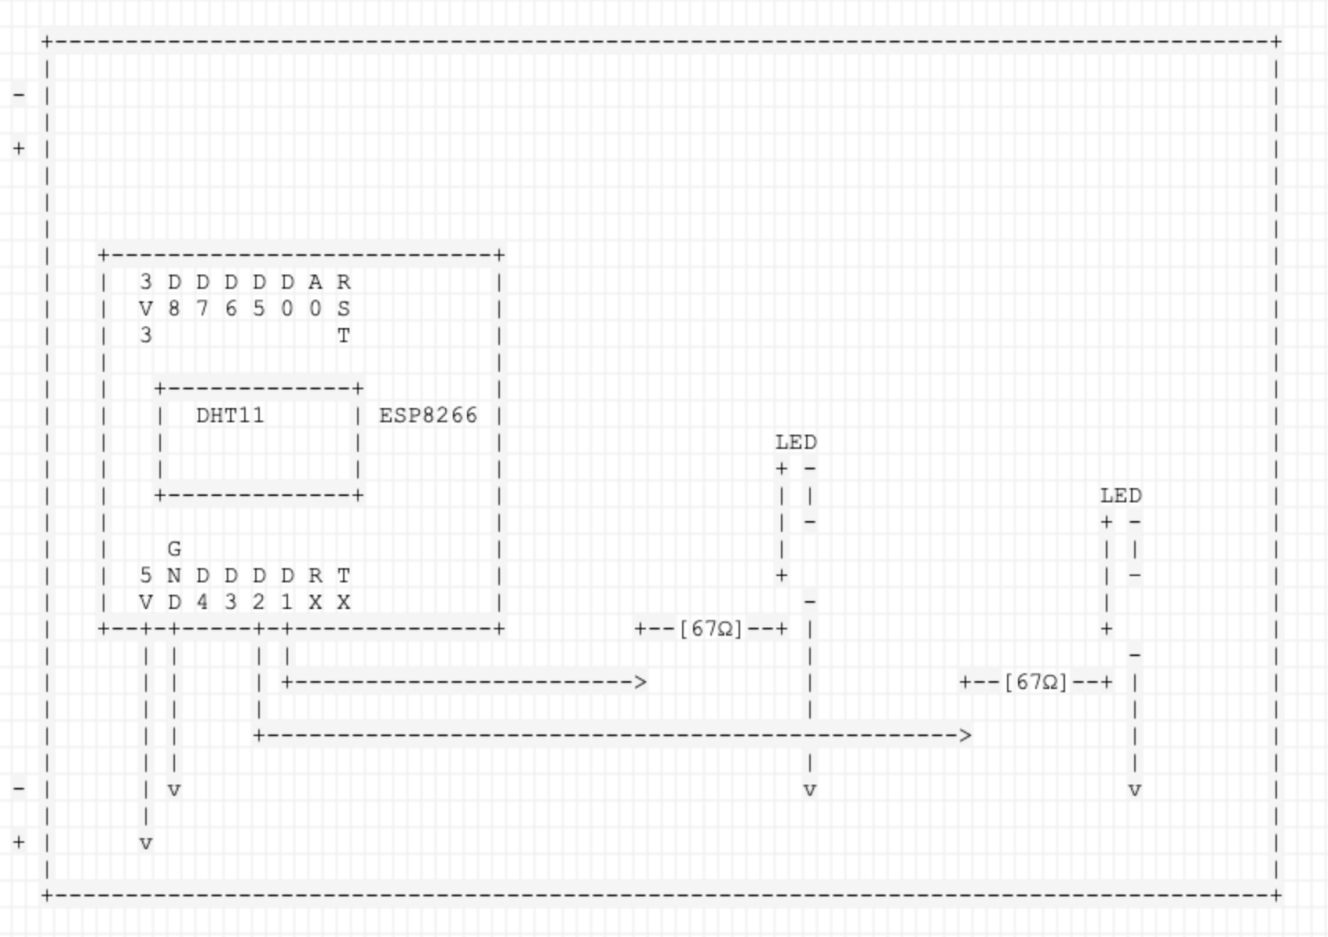 -
+
3 D D D D D A R
V 8 7 6 5 0 0 S
3 T
DHT11 ESP8266
LED
+ -
LED
- + -
G
5 N D D D D R T + -
V D 4 3 2 1 X X -
[67Ω] +
-
[67Ω]
-
+